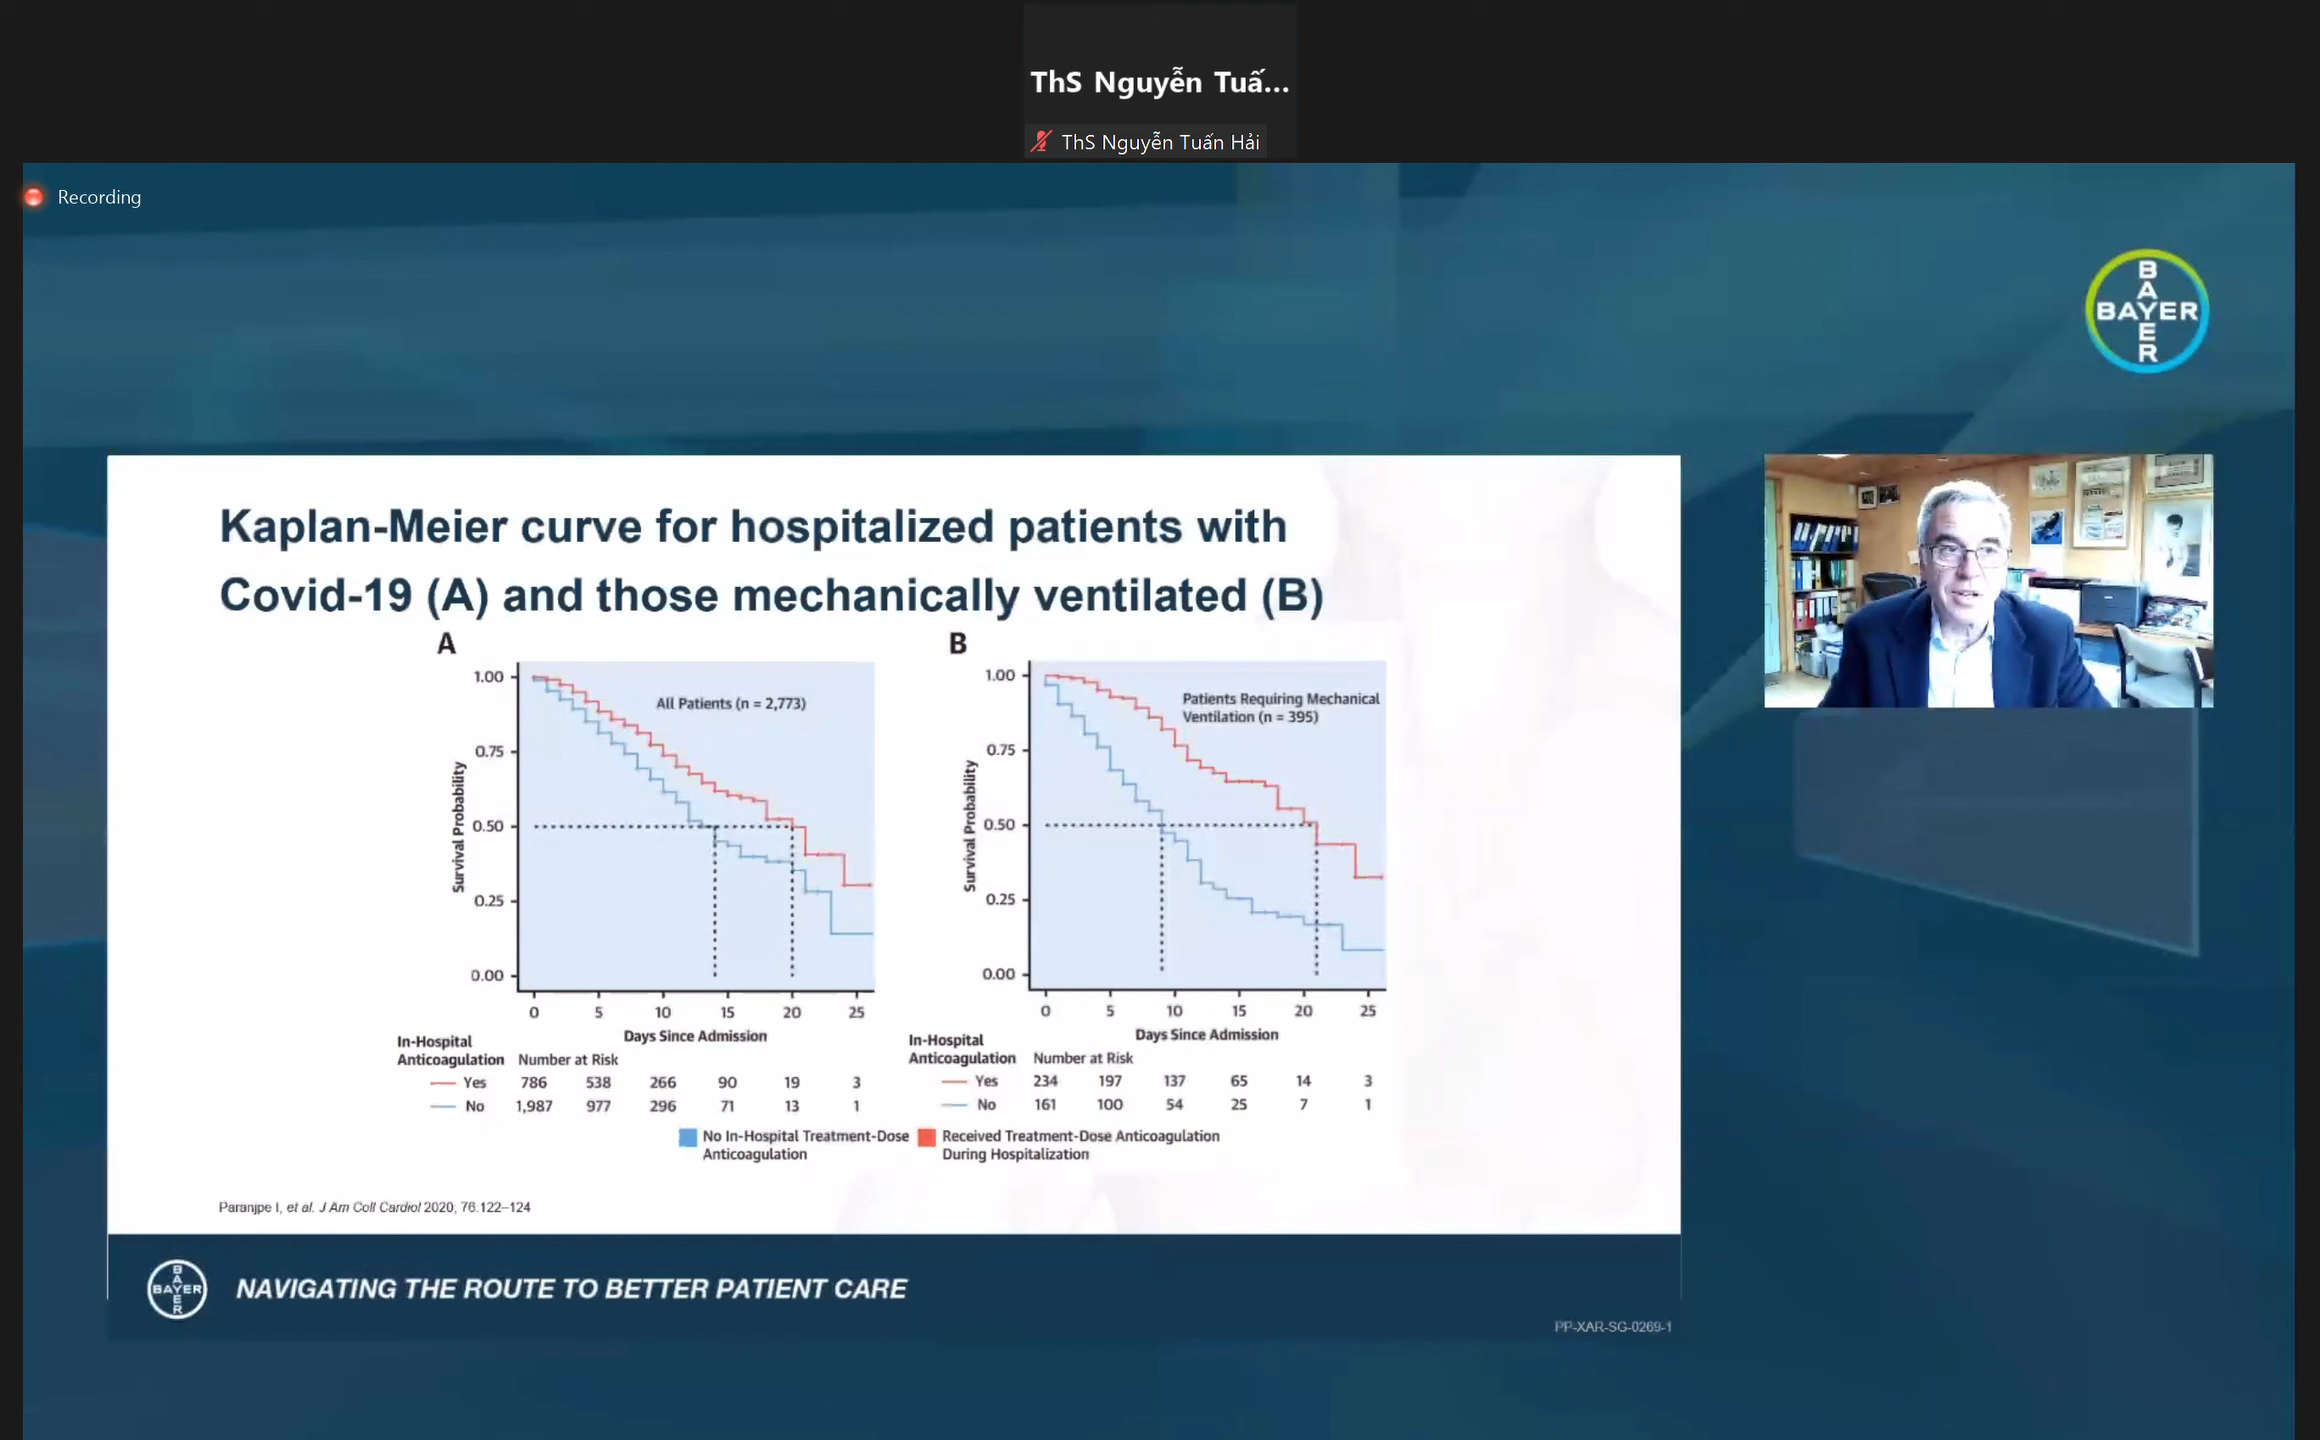 ThS Nguyễn Tuấ...
ThS Nguyễn Tuấn Hải
Recording
BAYER
BAYER
Kaplan-Meier curve for hospitalized patients with
Covid-19 (A) and those mechanically ventilated (B)
A
All Patients (n = 2,773)
Survival Probability
1.00
0.75
0.50
0.25
0.00
0 5 10 15 20 25
Days Since Admission
In-Hospital
Anticoagulation Number at Risk
Yes 786 538 266 90 19 3
No 1,987 977 296 71 13 1
B
Patients Requiring Mechanical
Ventilation (n = 395)
Survival Probability
1.00
0.75
0.50
0.25
0.00
0 5 10 15 20 25
Days Since Admission
In-Hospital
Anticoagulation Number at Risk
Yes 234 197 137 65 14 3
No 161 100 54 25 7 1
No In-Hospital Treatment-Dose
Anticoagulation
Received Treatment-Dose Anticoagulation
During Hospitalization
Paranjpe I, et al. J Am Coll Cardiol 2020; 76:122–124
BAYER
BAYER
NAVIGATING THE ROUTE TO BETTER PATIENT CARE
PP-XAR-SG-0269-1